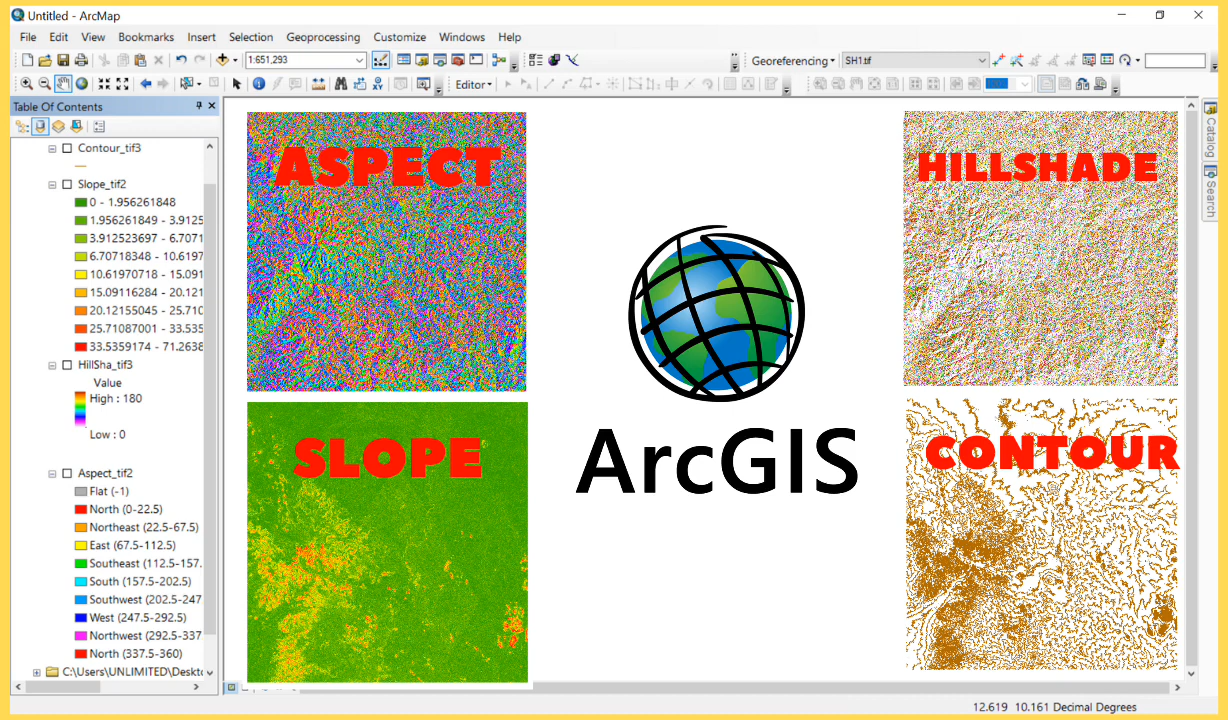 Untitled - ArcMap
File Edit View Bookmarks Insert Selection Geoprocessing Customize Windows Help
1:651,293
Georeferencing
SH1.tif
Editor
Table Of Contents
Contour_tif3
Slope_tif2
0 - 1.956261848
1.956261849 - 3.9125
3.912523697 - 6.7071
6.70718348 - 10.6197
10.61970718 - 15.091
15.09116284 - 20.121
20.12155045 - 25.710
25.71087001 - 33.535
33.5359174 - 71.2638
HillSha_tif3
Value
High : 180
Low : 0
Aspect_tif2
Flat (-1)
North (0-22.5)
Northeast (22.5-67.5)
East (67.5-112.5)
Southeast (112.5-157.
South (157.5-202.5)
Southwest (202.5-247
West (247.5-292.5)
Northwest (292.5-337
North (337.5-360)
C:\Users\UNLIMITED\Deskto
ASPECT
HILLSHADE
SLOPE
CONTOUR
ArcGIS
Catalog
Search
12.619 10.161 Decimal Degrees